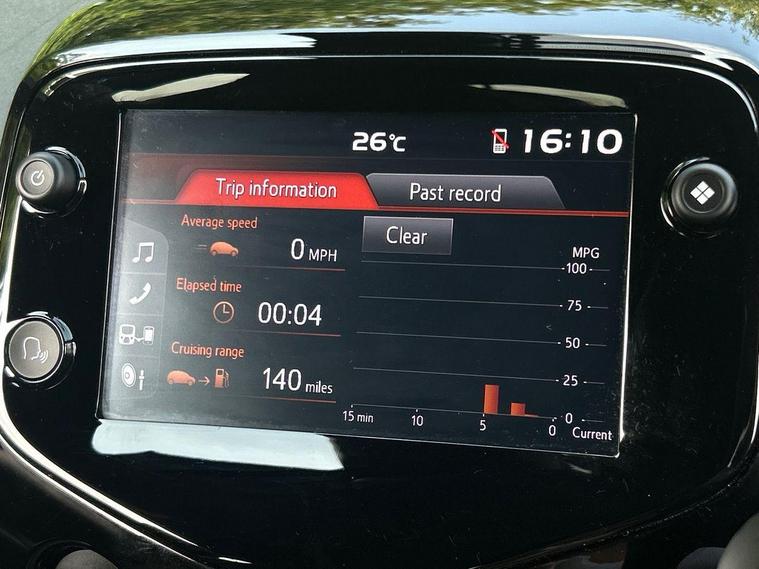 26°C 16:10
Trip information Past record
Average speed
0 MPH
Clear
MPG
100
75
50
25
0
Elapsed time
00:04
Cruising range
140 miles
15 min 10 5 0 Current